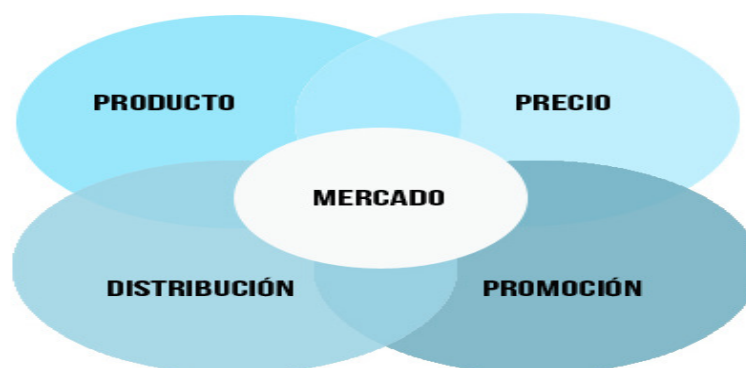 PRODUCTO
PRECIO
MERCADO
DISTRIBUCIÓN
PROMOCIÓN